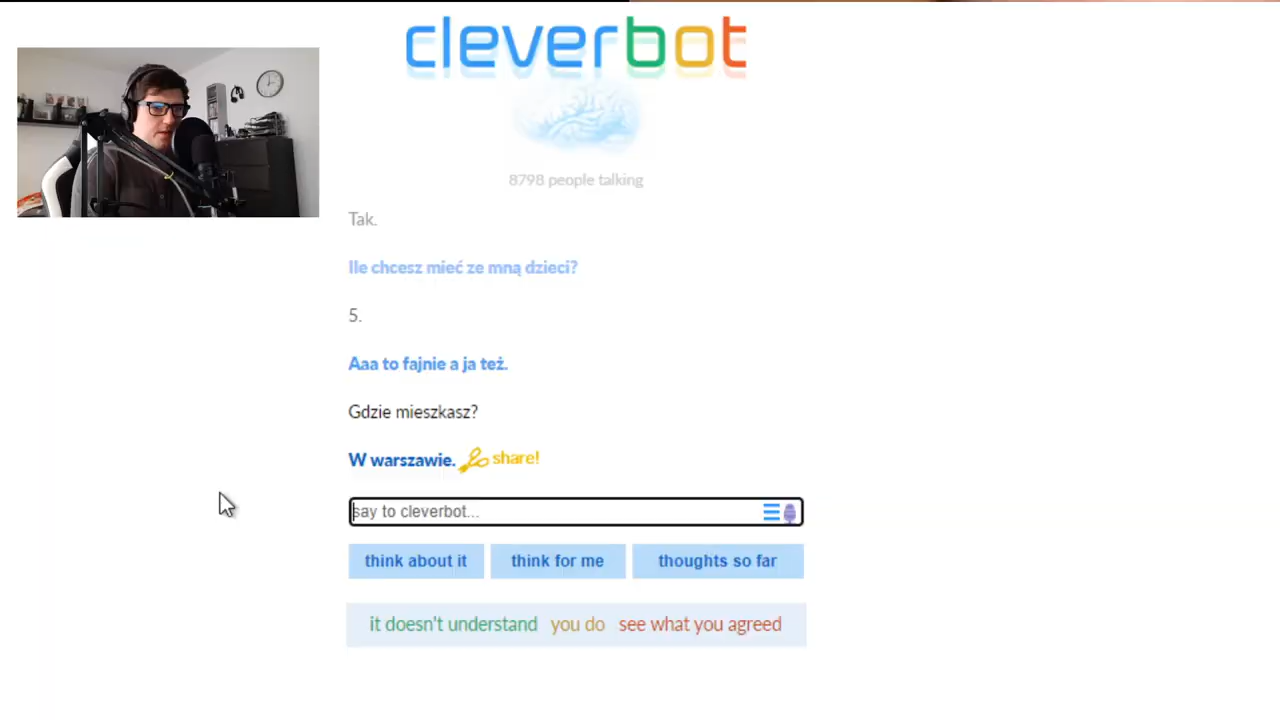 cleverbot
8798 people talking
Tak.
Ile chcesz mieć ze mną dzieci?
5.
Aaa to fajnie a ja też.
Gdzie mieszkasz?
W warszawie. share!
say to cleverbot...
think about it think for me thoughts so far
it doesn't understand you do see what you agreed